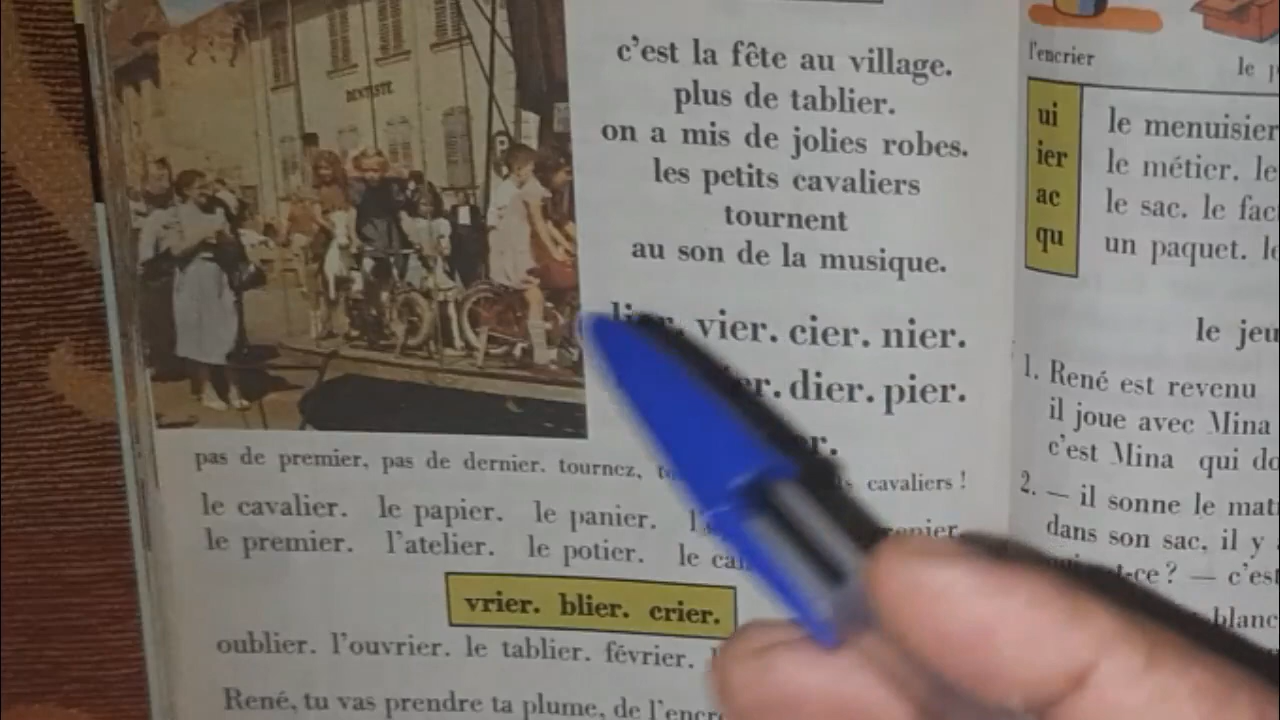 DENTISTE
c'est la fête au village.
plus de tablier.
on a mis de jolies robes.
les petits cavaliers
tournent
au son de la musique.
vier. cier. nier.
dier. pier.
pas de premier, pas de dernier. tournez,
cavaliers !
le cavalier. le papier. le panier.
le premier. l'atelier. le potier. le
vrier. blier. crier.
oublier. l'ouvrier. le tablier. février.
René, tu vas prendre ta plume, de
l'encrier
le
ui
ier
ac
qu
le menuisier
le métier. le
le sac. le
un paquet.
le jeu
1. René est revenu
il joue avec Mina
c'est Mina qui
2. — il sonne le
dans son sac, il y
— c'est
blanc